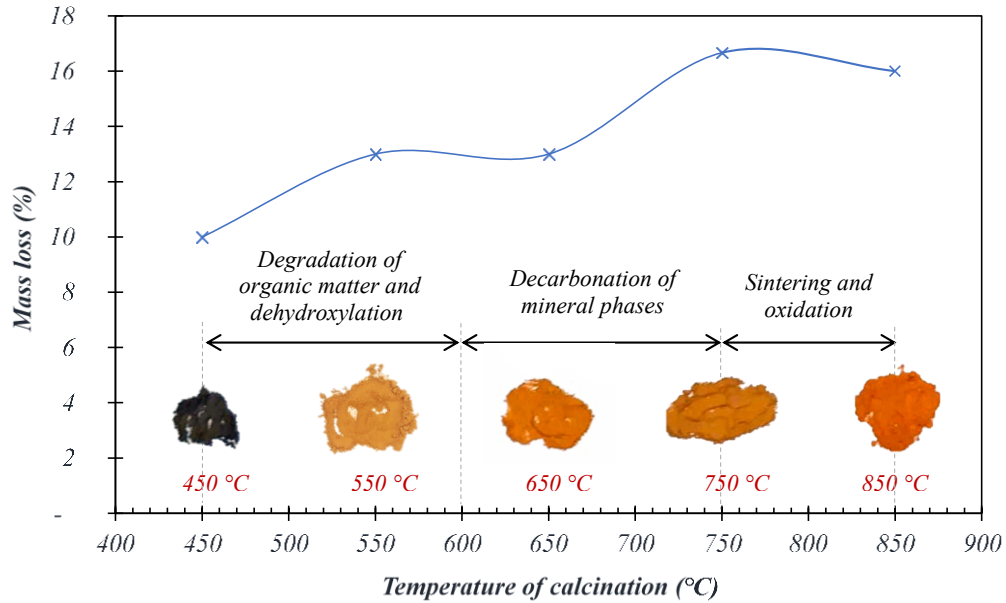 18
16
14
12
10
8
6
4
2
-
Mass loss (%)
Degradation of
organic matter and
dehydroxylation
Decarbonation of
mineral phases
Sintering and
oxidation
450 °C
550 °C
650 °C
750 °C
850 °C
400 450 500 550 600 650 700 750 800 850 900
Temperature of calcination (°C)